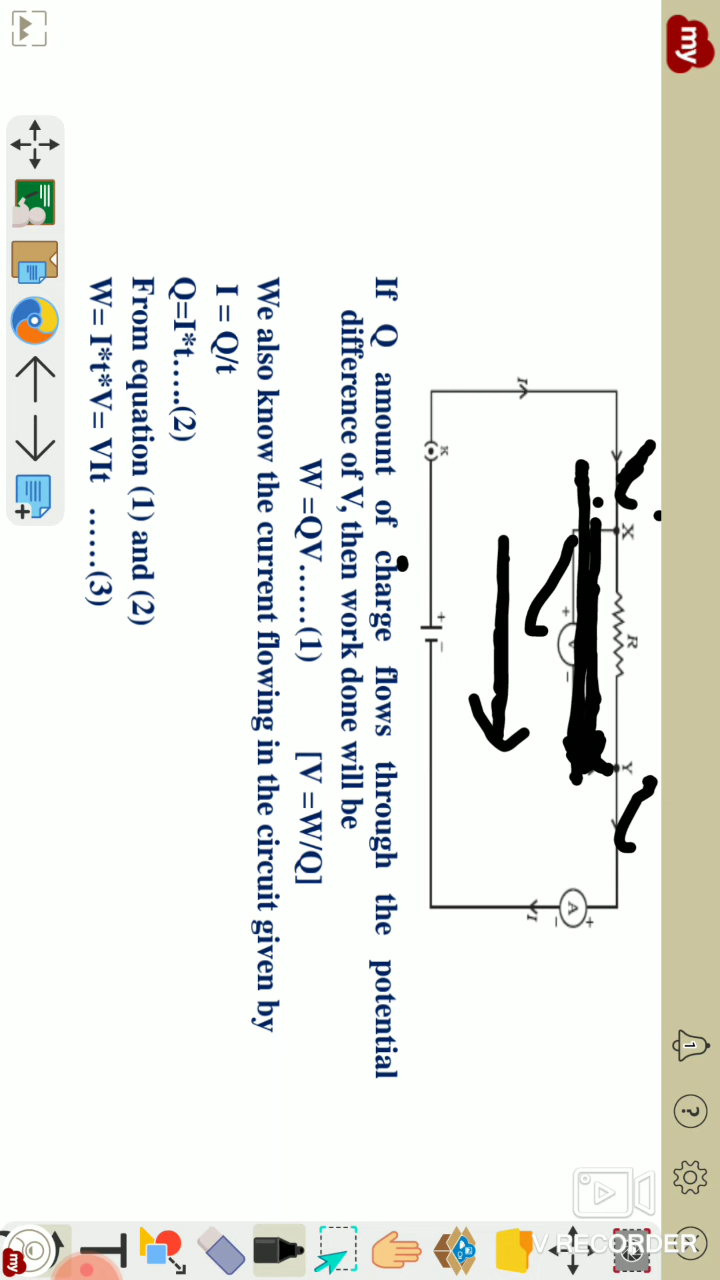 my
1
?
I
X
R
Y
+
V
−
+
A
−
I
K
+
−
If Q amount of charge flows through the potential
difference of V, then work done will be
W =QV......(1) [V =W/Q]
We also know the current flowing in the circuit given by
I = Q/t
Q=I*t.....(2)
From equation (1) and (2)
W= I*t*V= VIt ......(3)
V RECORDER
my